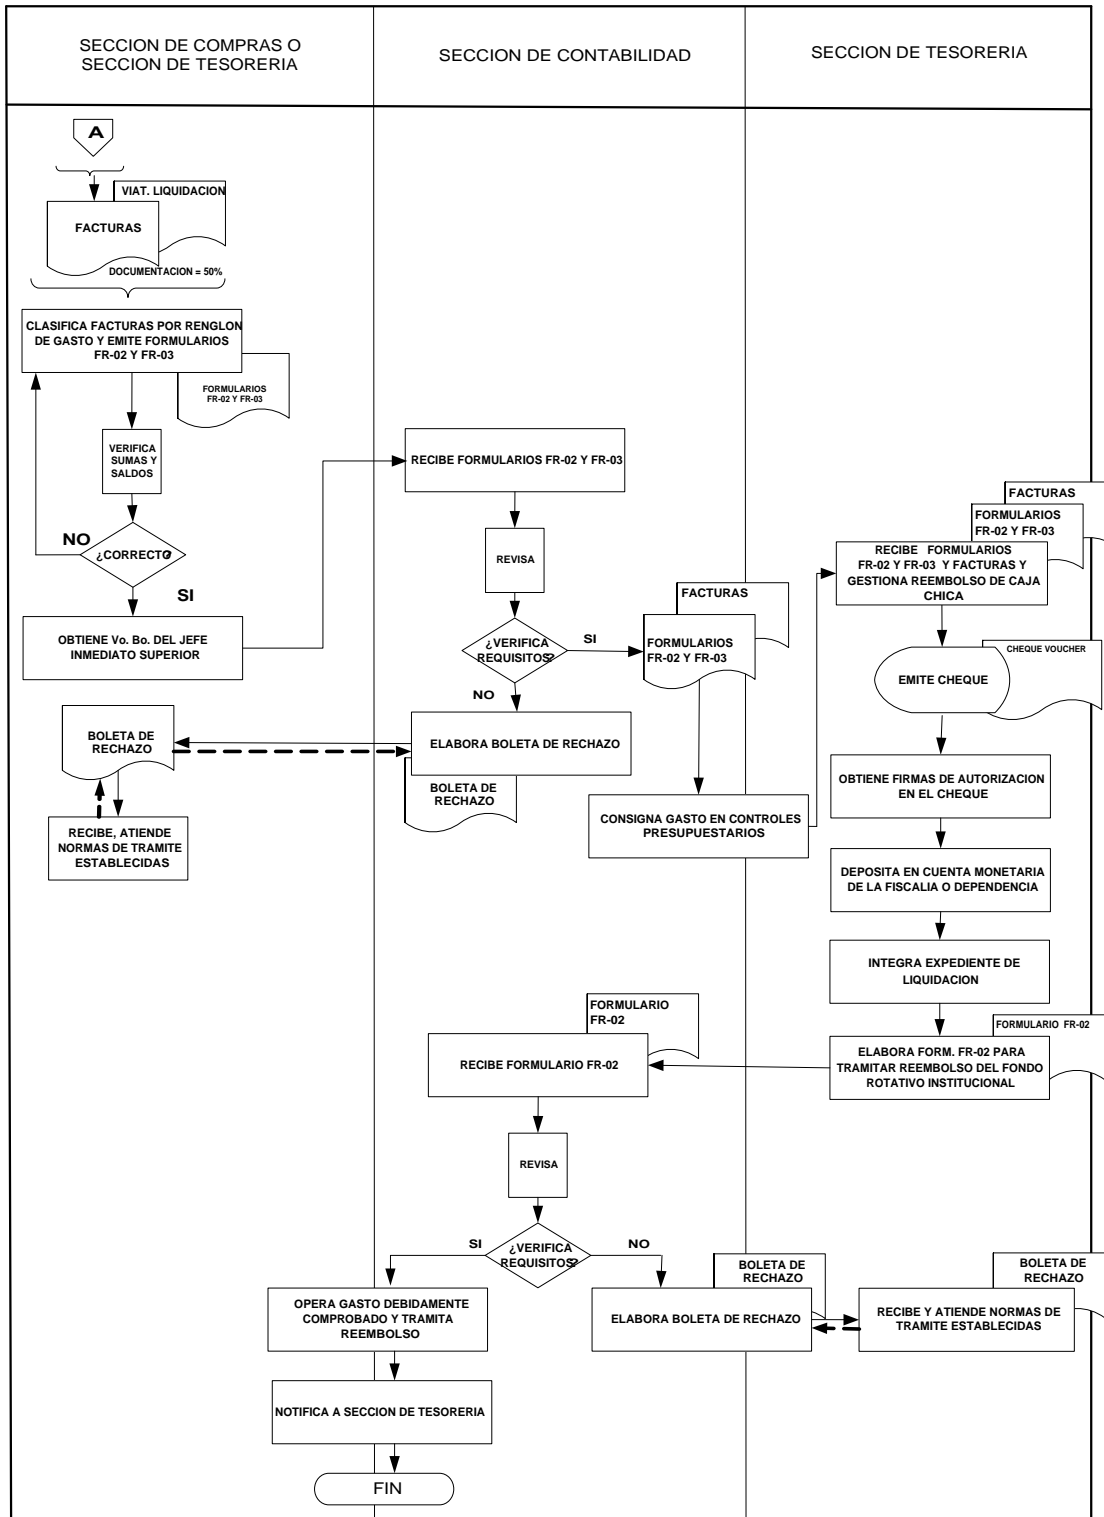 SECCION DE COMPRAS O
SECCION DE TESORERIA
SECCION DE CONTABILIDAD
SECCION DE TESORERIA
A
VIAT. LIQUIDACION
FACTURAS
DOCUMENTACION = 50%
CLASIFICA FACTURAS POR RENGLON
DE GASTO Y EMITE FORMULARIOS
FR-02 Y FR-03
FORMULARIOS
FR-02 Y FR-03
VERIFICA
SUMAS Y
SALDOS
¿CORRECTO?
NO
SI
OBTIENE Vo. Bo. DEL JEFE
INMEDIATO SUPERIOR
RECIBE FORMULARIOS FR-02 Y FR-03
REVISA
¿VERIFICA
REQUISITOS?
SI
NO
FACTURAS
FORMULARIOS
FR-02 Y FR-03
ELABORA BOLETA DE RECHAZO
BOLETA DE
RECHAZO
BOLETA DE
RECHAZO
RECIBE, ATIENDE
NORMAS DE TRAMITE
ESTABLECIDAS
CONSIGNA GASTO EN CONTROLES
PRESUPUESTARIOS
FACTURAS
FORMULARIOS
FR-02 Y FR-03
RECIBE FORMULARIOS
FR-02 Y FR-03 Y FACTURAS Y
GESTIONA REEMBOLSO DE CAJA
CHICA
CHEQUE VOUCHER
EMITE CHEQUE
OBTIENE FIRMAS DE AUTORIZACION
EN EL CHEQUE
DEPOSITA EN CUENTA MONETARIA
DE LA FISCALIA O DEPENDENCIA
INTEGRA EXPEDIENTE DE
LIQUIDACION
FORMULARIO FR-02
ELABORA FORM. FR-02 PARA
TRAMITAR REEMBOLSO DEL FONDO
ROTATIVO INSTITUCIONAL
FORMULARIO
FR-02
RECIBE FORMULARIO FR-02
REVISA
¿VERIFICA
REQUISITOS?
SI
NO
OPERA GASTO DEBIDAMENTE
COMPROBADO Y TRAMITA
REEMBOLSO
BOLETA DE
RECHAZO
ELABORA BOLETA DE RECHAZO
BOLETA DE
RECHAZO
RECIBE Y ATIENDE NORMAS DE
TRAMITE ESTABLECIDAS
NOTIFICA A SECCION DE TESORERIA
FIN